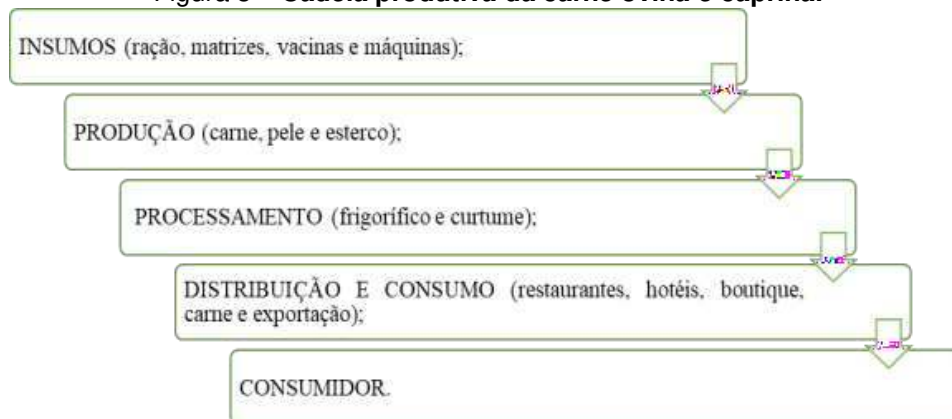 Figura 3 – Cadeia produtiva da carne ovina e caprina.
INSUMOS (ração, matrizes, vacinas e máquinas);
PRODUÇÃO (carne, pele e esterco);
PROCESSAMENTO (frigorífico e curtume);
DISTRIBUIÇÃO E CONSUMO (restaurantes, hotéis, boutique,
carne e exportação);
CONSUMIDOR.